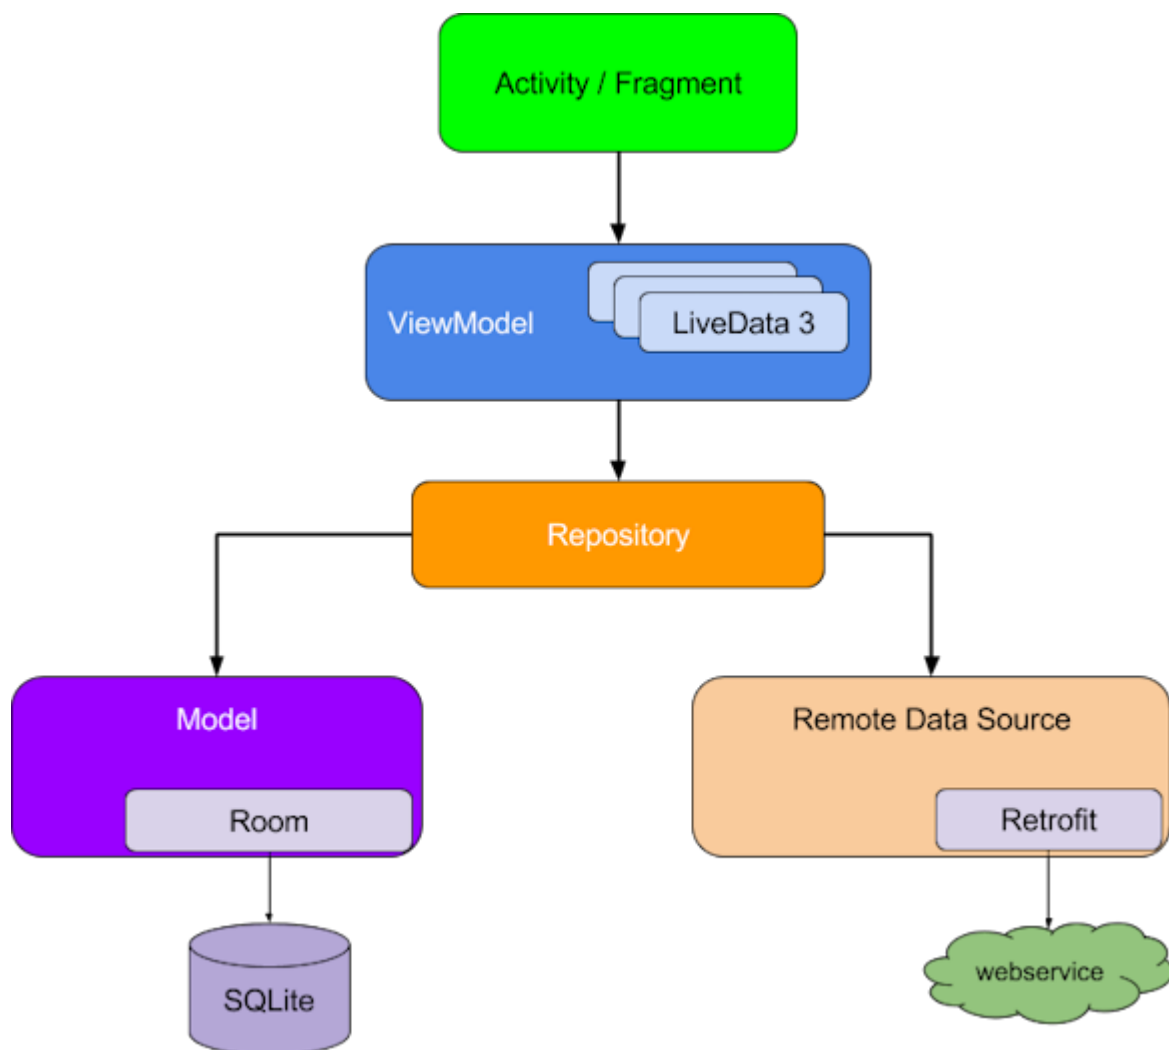 Activity / Fragment
ViewModel
LiveData 3
Repository
Model
Remote Data Source
Room
Retrofit
SQLite
webservice